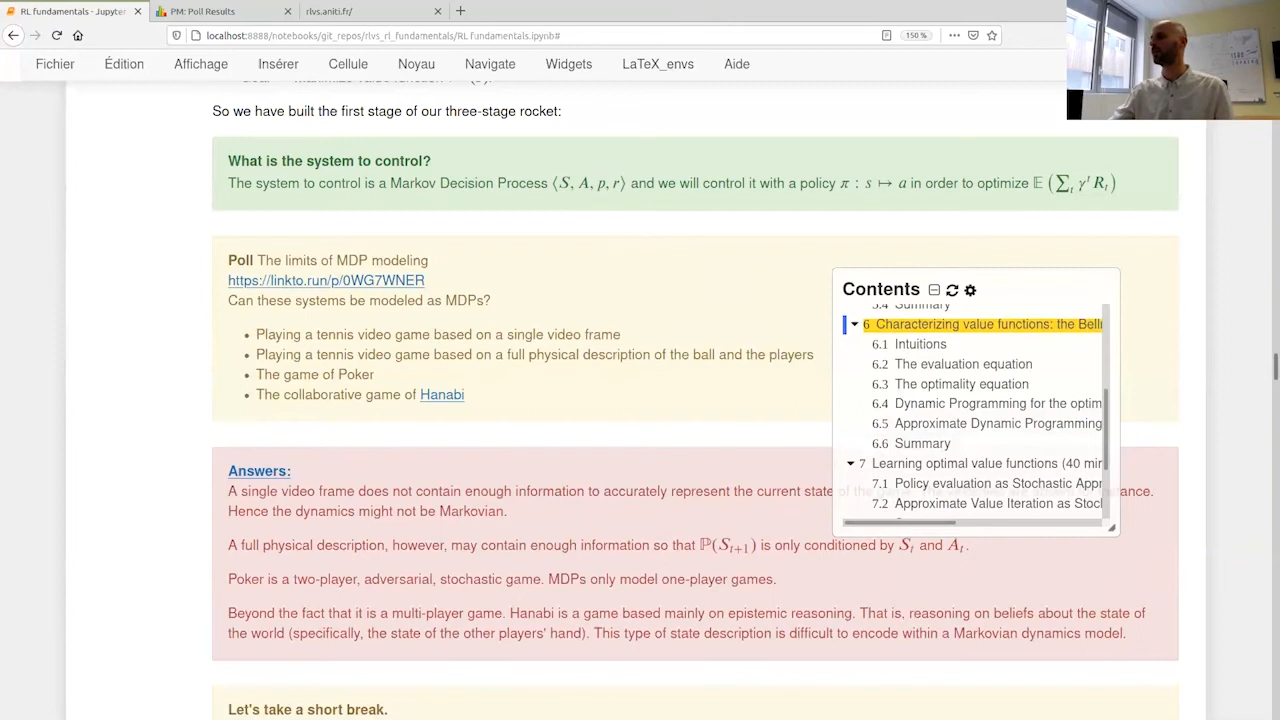 RL fundamentals - Jupyter
PM: Poll Results
rlvs.aniti.fr/
localhost:8888/notebooks/git_repos/rlvs_rl_fundamentals/RL fundamentals.ipynb#
150 %
Fichier Édition Affichage Insérer Cellule Noyau Navigate Widgets LaTeX_envs Aide
So we have built the first stage of our three-stage rocket:
What is the system to control?
The system to control is a Markov Decision Process ⟨S, A, p, r⟩ and we will control it with a policy π : s ↦ a in order to optimize 𝔼 (∑_t γ^t R_t)
Poll The limits of MDP modeling
https://linkto.run/p/0WG7WNER
Can these systems be modeled as MDPs?
• Playing a tennis video game based on a single video frame
• Playing a tennis video game based on a full physical description of the ball and the players
• The game of Poker
• The collaborative game of Hanabi
Contents
5.4 Summary
6 Characterizing value functions: the Bell
6.1 Intuitions
6.2 The evaluation equation
6.3 The optimality equation
6.4 Dynamic Programming for the optim
6.5 Approximate Dynamic Programming
6.6 Summary
7 Learning optimal value functions (40 min
7.1 Policy evaluation as Stochastic Appr
7.2 Approximate Value Iteration as Stoc
Answers:
A single video frame does not contain enough information to accurately represent the current state
Hence the dynamics might not be Markovian.
A full physical description, however, may contain enough information so that ℙ(S_{t+1}) is only conditioned by S_t and A_t.
Poker is a two-player, adversarial, stochastic game. MDPs only model one-player games.
Beyond the fact that it is a multi-player game. Hanabi is a game based mainly on epistemic reasoning. That is, reasoning on beliefs about the state of
the world (specifically, the state of the other players' hand). This type of state description is difficult to encode within a Markovian dynamics model.
Let's take a short break.